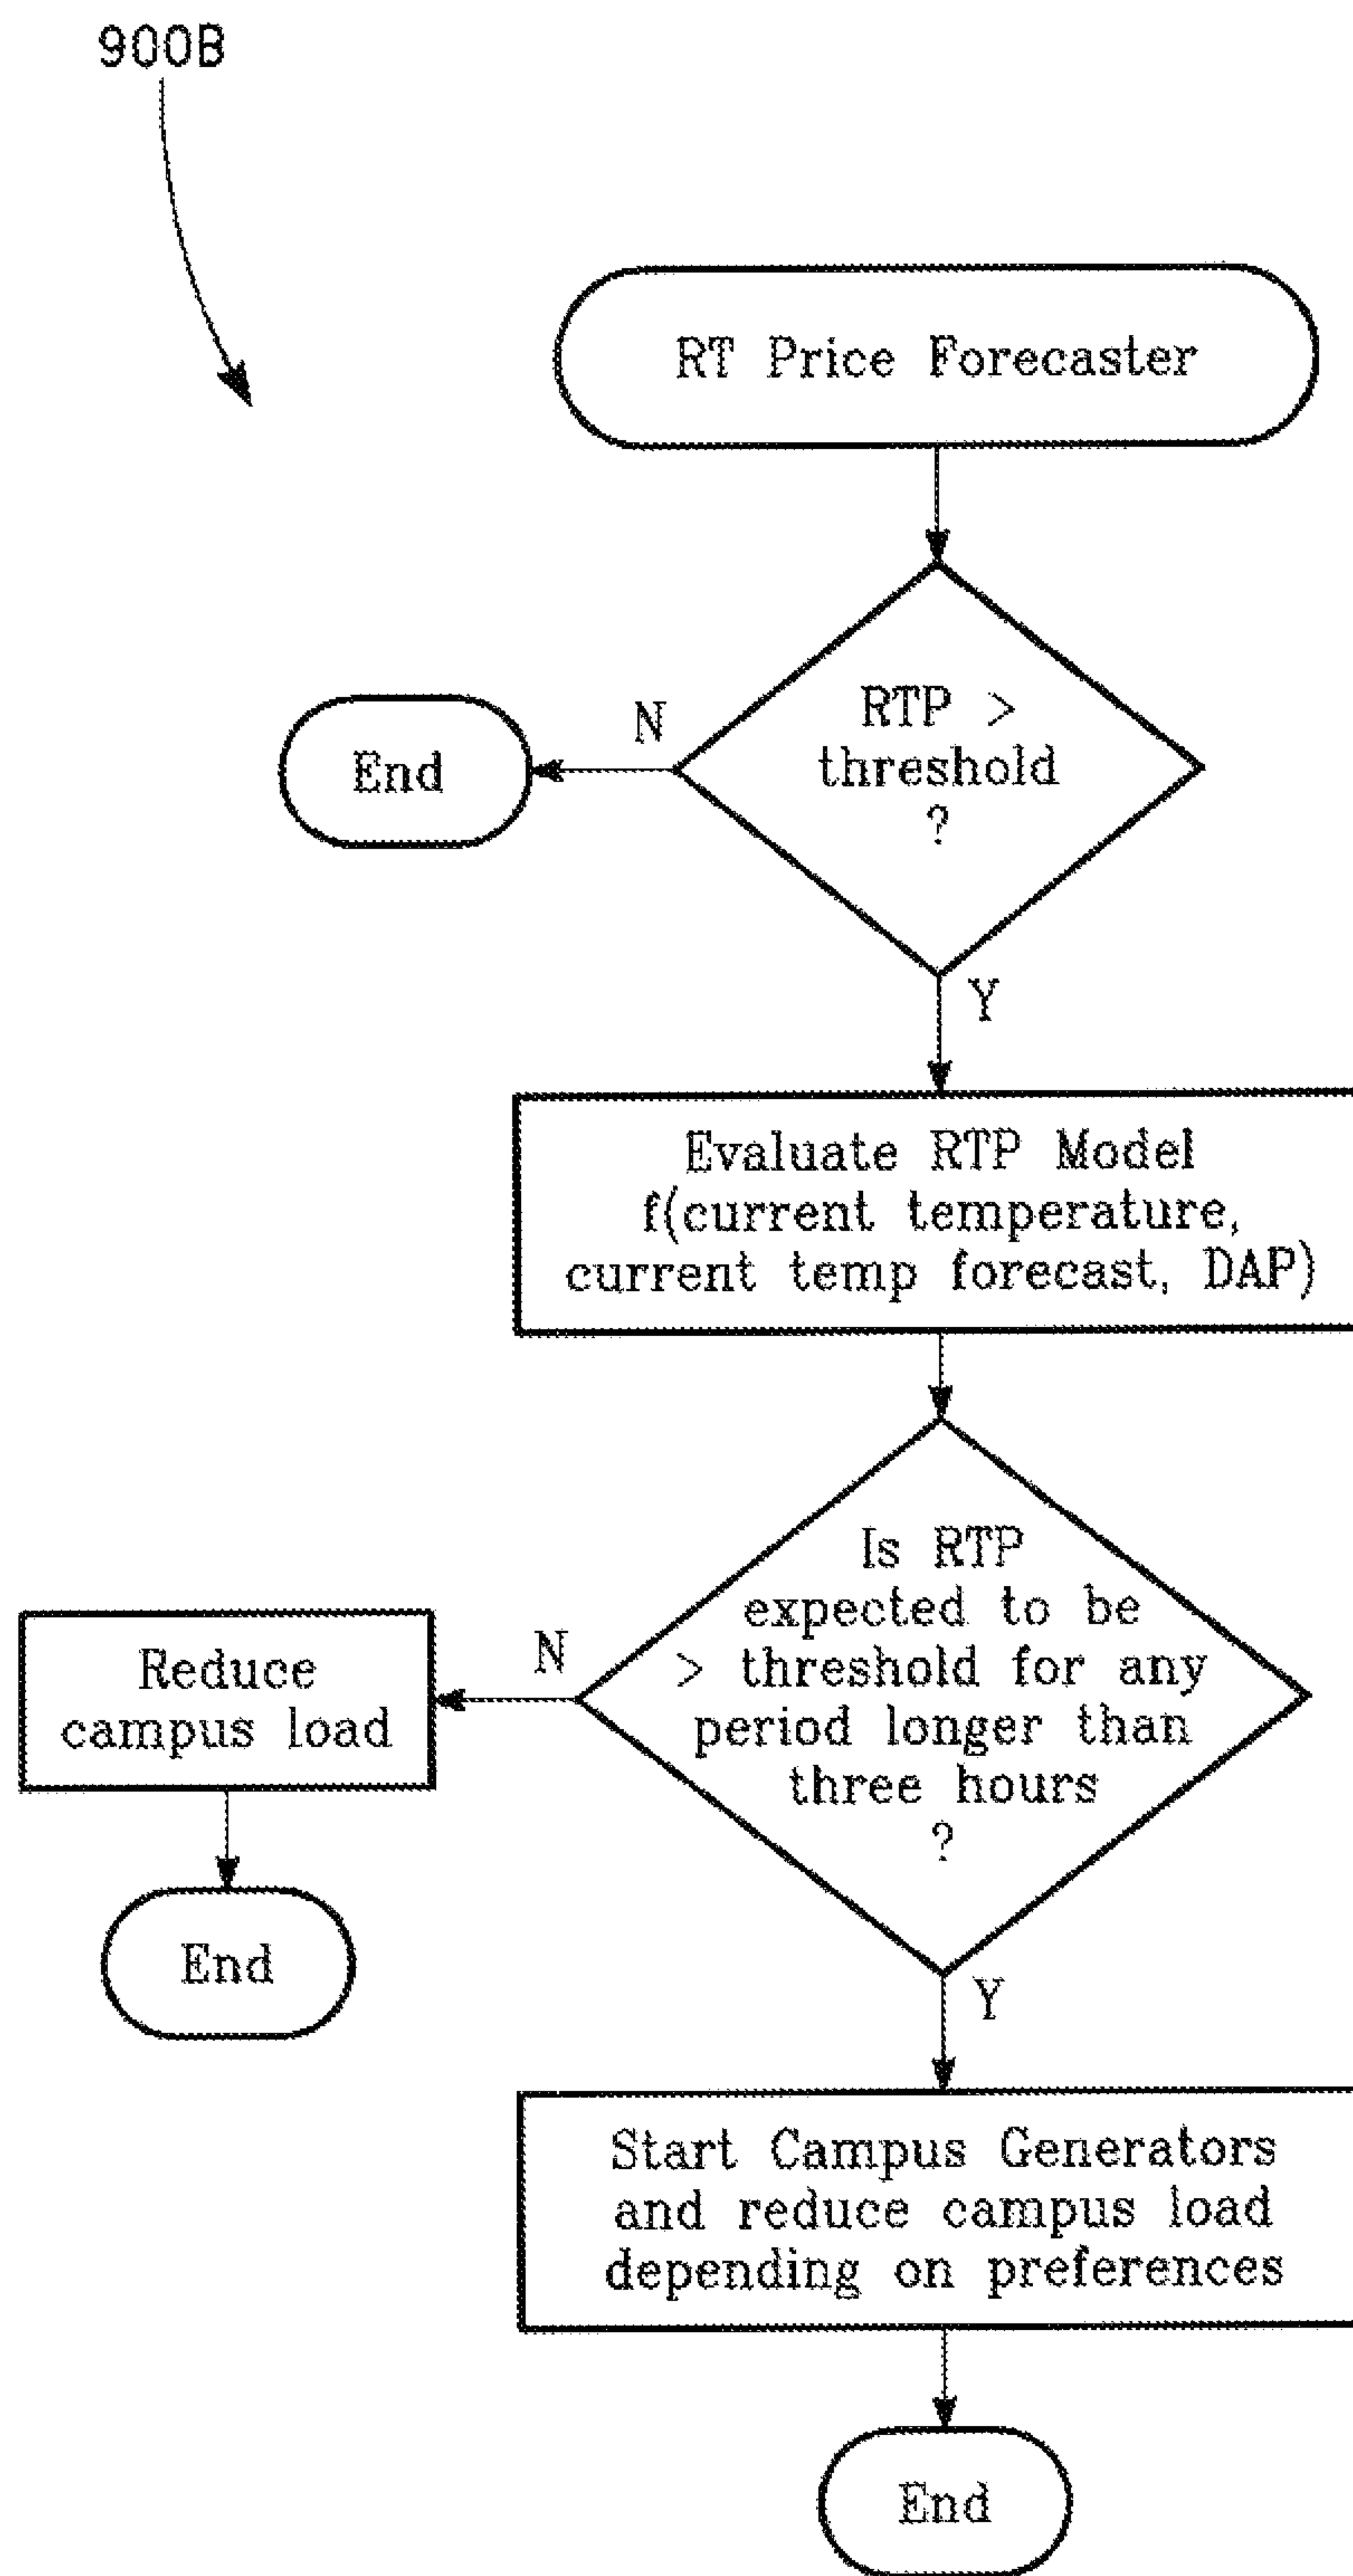 900B
RT Price Forecaster
RTP >
threshold
?
N
End
Y
Evaluate RTP Model
f(current temperature,
current temp forecast, DAP)
Is RTP
expected to be
> threshold for any
period longer than
three hours
?
N
Reduce
campus load
End
Y
Start Campus Generators
and reduce campus load
depending on preferences
End